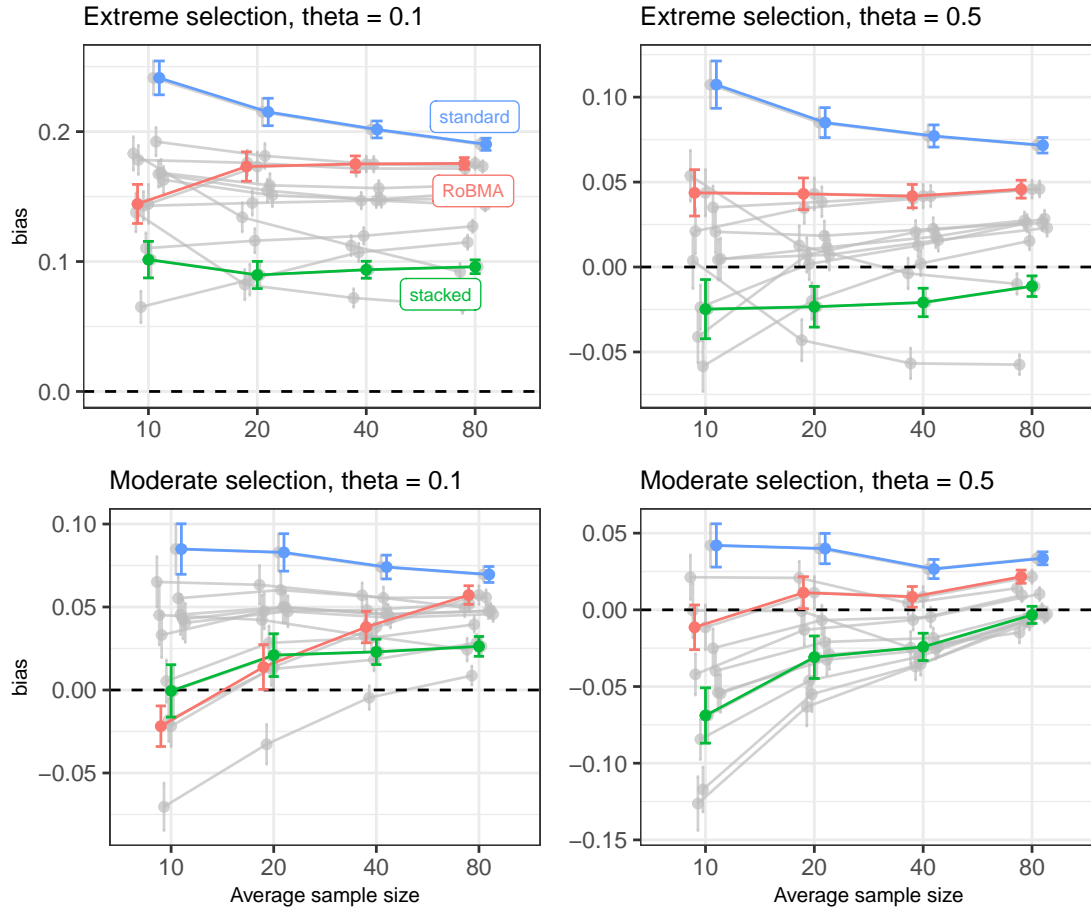 Extreme selection, theta = 0.1
Extreme selection, theta = 0.5
bias
0.2
0.1
0.0
standard
RoBMA
stacked
10 20 40 80
0.10
0.05
0.00
−0.05
10 20 40 80
Moderate selection, theta = 0.1
Moderate selection, theta = 0.5
bias
0.10
0.05
0.00
−0.05
10 20 40 80
Average sample size
0.05
0.00
−0.05
−0.10
−0.15
10 20 40 80
Average sample size